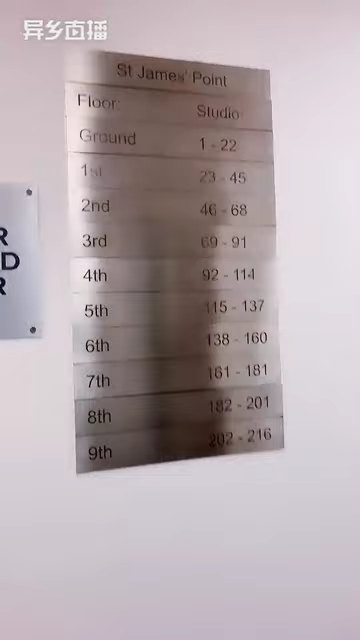 异乡直播
St James' Point
Floor: Studio:
Ground 1 - 22
1st 23 - 45
2nd 46 - 68
3rd 69 - 91
4th 92 - 114
5th 115 - 137
6th 138 - 160
7th 161 - 181
8th 182 - 201
9th 202 - 216
R
D
R